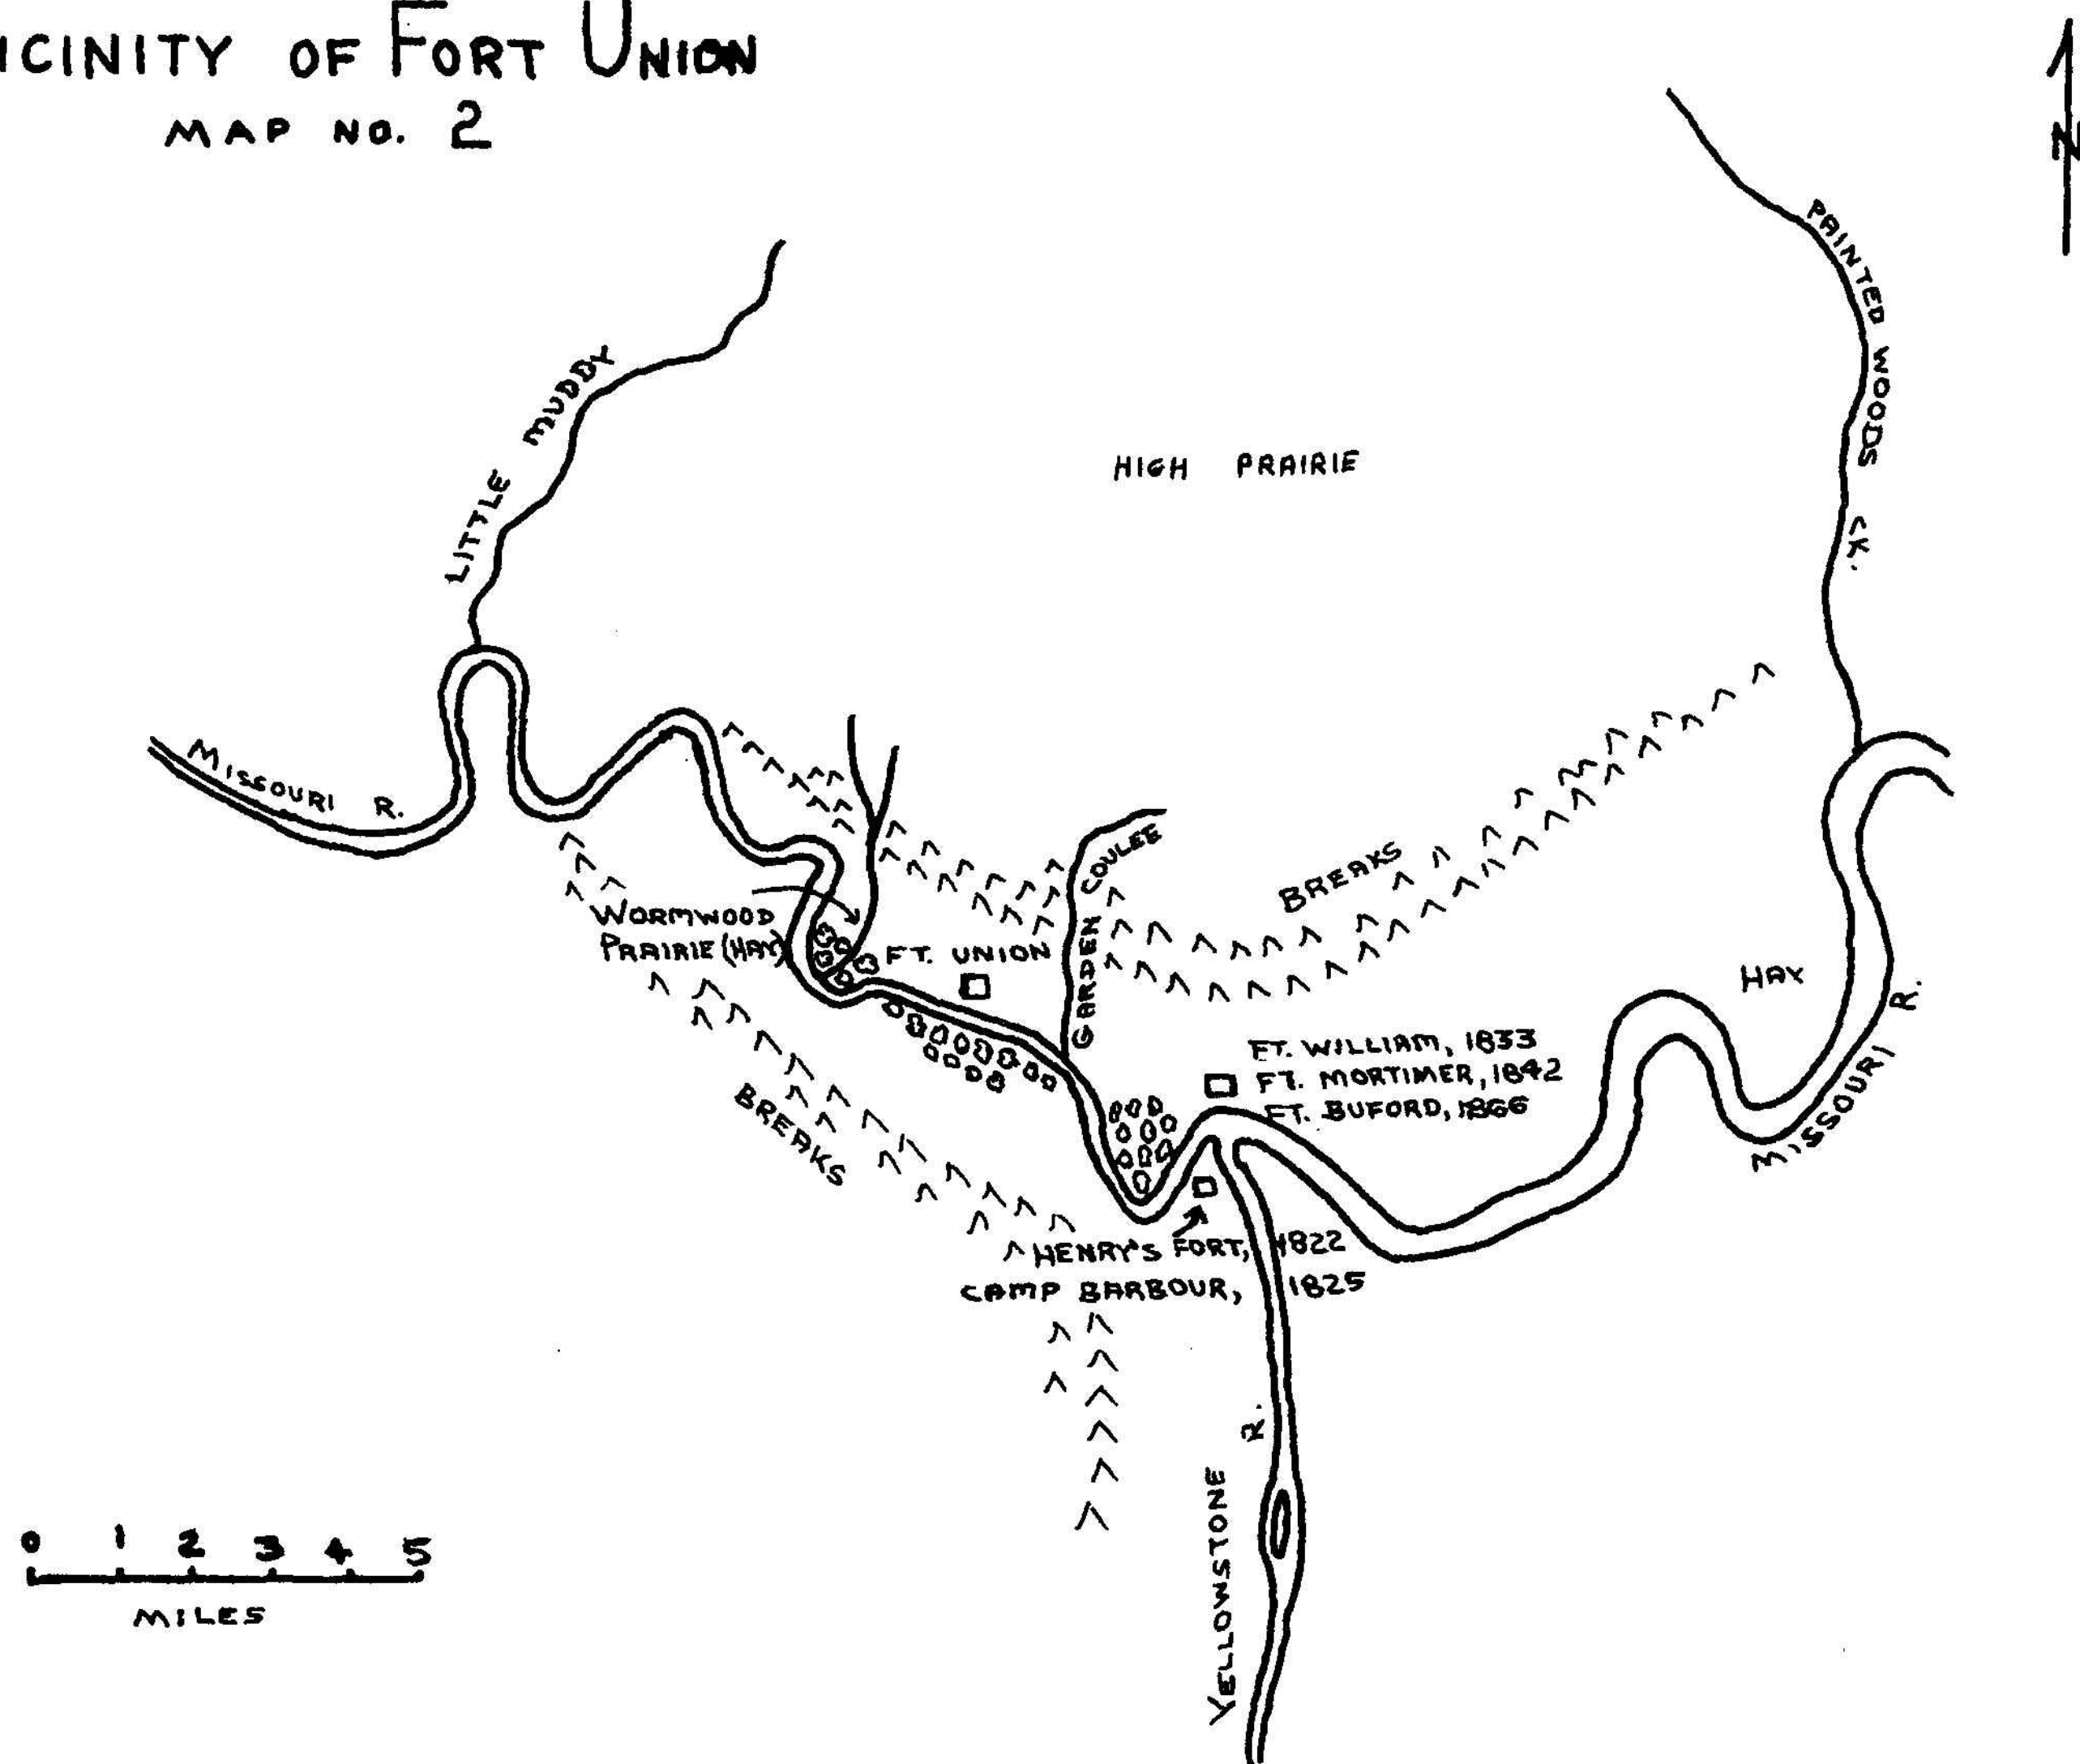 ICINITY OF FORT UNION
MAP NO. 2
N
PAINTED WOODS CK.
LITTLE MUDDY
HIGH PRAIRIE
MISSOURI R.
GARDEN COULEE
BREAKS
WORMWOOD
PRAIRIE (HAY)
FT. UNION
HAY
MISSOURI R.
FT. WILLIAM, 1833
FT. MORTIMER, 1842
FT. BUFORD, 1866
BREAKS
HENRY'S FORT, 1822
CAMP BARBOUR, 1825
YELLOWSTONE R.
0 1 2 3 4 5
MILES